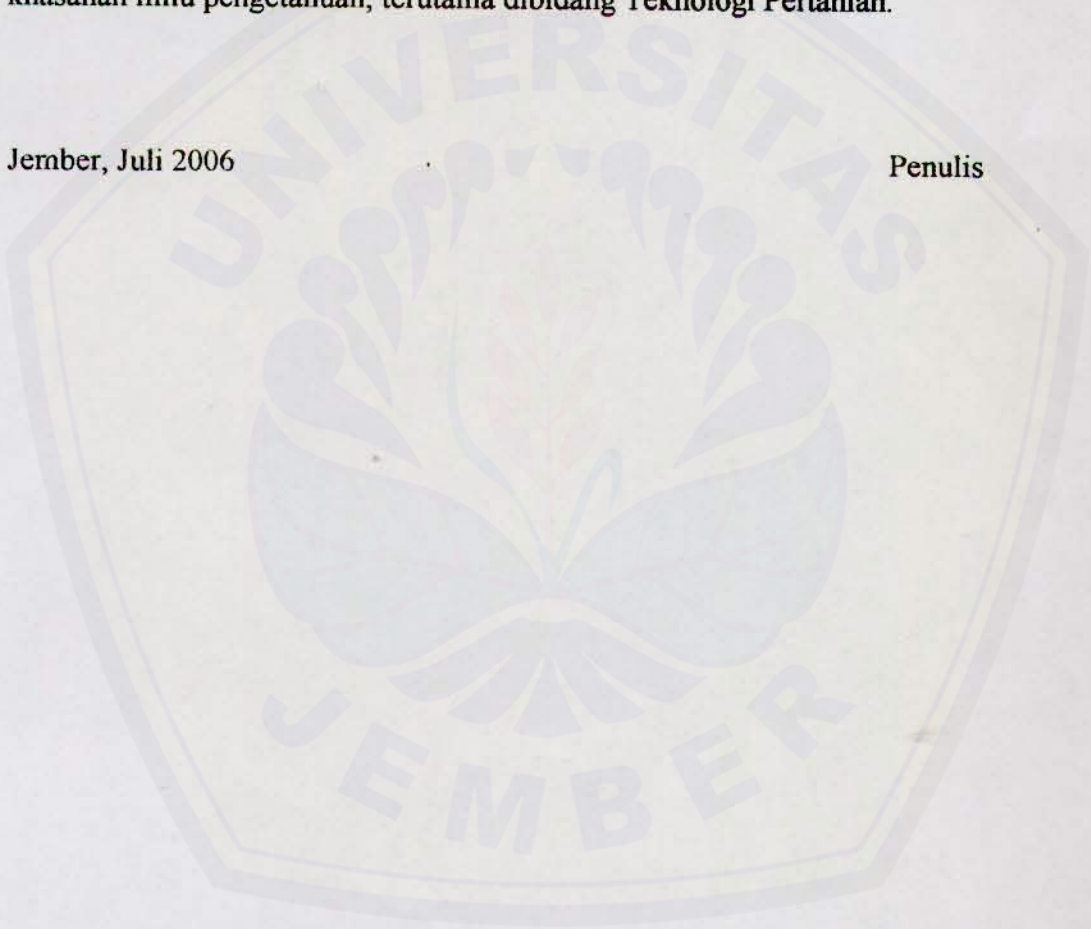 khasanah ilmu pengetahuan, terutama dibidang Teknologi Pertanian.
Jember, Juli 2006
Penulis
UNIVERSITAS
JEMBER